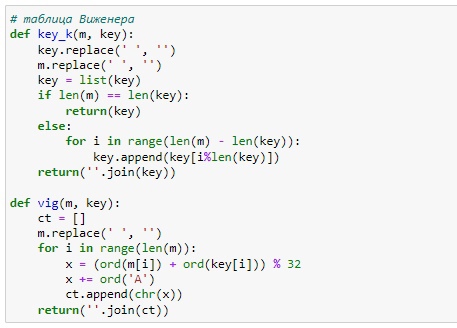 # таблица Виженера
def key_k(m, key):
    key.replace(' ', '')
    m.replace(' ', '')
    key = list(key)
    if len(m) == len(key):
        return(key)
    else:
        for i in range(len(m) - len(key)):
            key.append(key[i%len(key)])
    return(''.join(key))

def vig(m, key):
    ct = []
    m.replace(' ', '')
    for i in range(len(m)):
        x = (ord(m[i]) + ord(key[i])) % 32
        x += ord('A')
        ct.append(chr(x))
    return(''.join(ct))